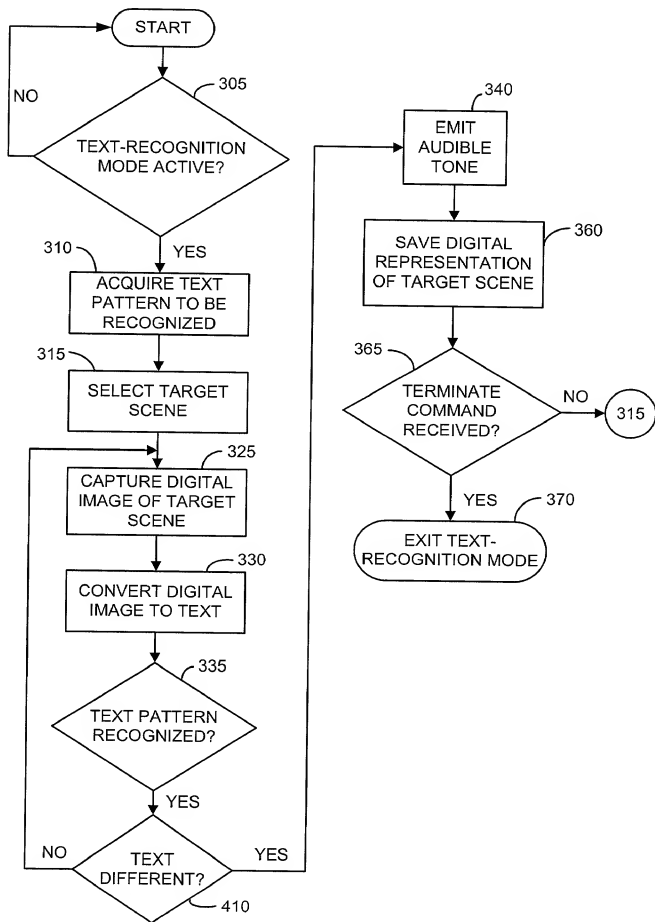 START
NO
305
TEXT-RECOGNITION
MODE ACTIVE?
YES
310
ACQUIRE TEXT
PATTERN TO BE
RECOGNIZED
315
SELECT TARGET
SCENE
325
CAPTURE DIGITAL
IMAGE OF TARGET
SCENE
330
CONVERT DIGITAL
IMAGE TO TEXT
335
TEXT PATTERN
RECOGNIZED?
YES
NO
TEXT
DIFFERENT?
YES
410
340
EMIT
AUDIBLE
TONE
360
SAVE DIGITAL
REPRESENTATION
OF TARGET SCENE
365
TERMINATE
COMMAND
RECEIVED?
NO
315
YES
370
EXIT TEXT-
RECOGNITION MODE